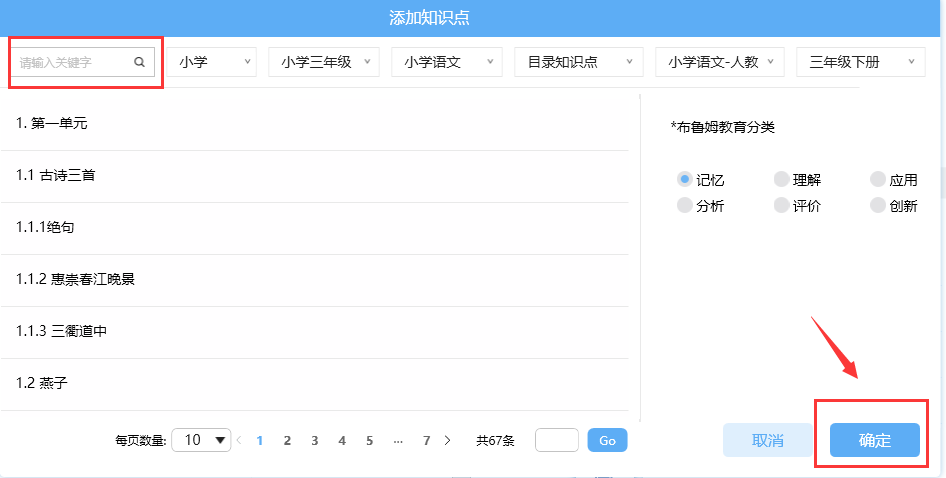 添加知识点
请输入关键字 小学 小学三年级 小学语文 目录知识点 小学语文-人教 三年级下册
1. 第一单元
1.1 古诗三首
1.1.1绝句
1.1.2 惠崇春江晚景
1.1.3 三衢道中
1.2 燕子
*布鲁姆教育分类
记忆 理解 应用
分析 评价 创新
每页数量: 10 1 2 3 4 5 ... 7 共67条 Go
取消 确定